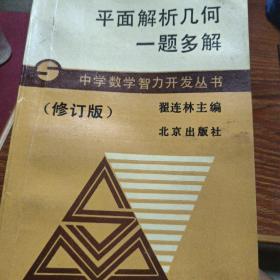 平面解析几何
一题多解
中学数学智力开发丛书
（修订版）
翟连林主编
北京出版社